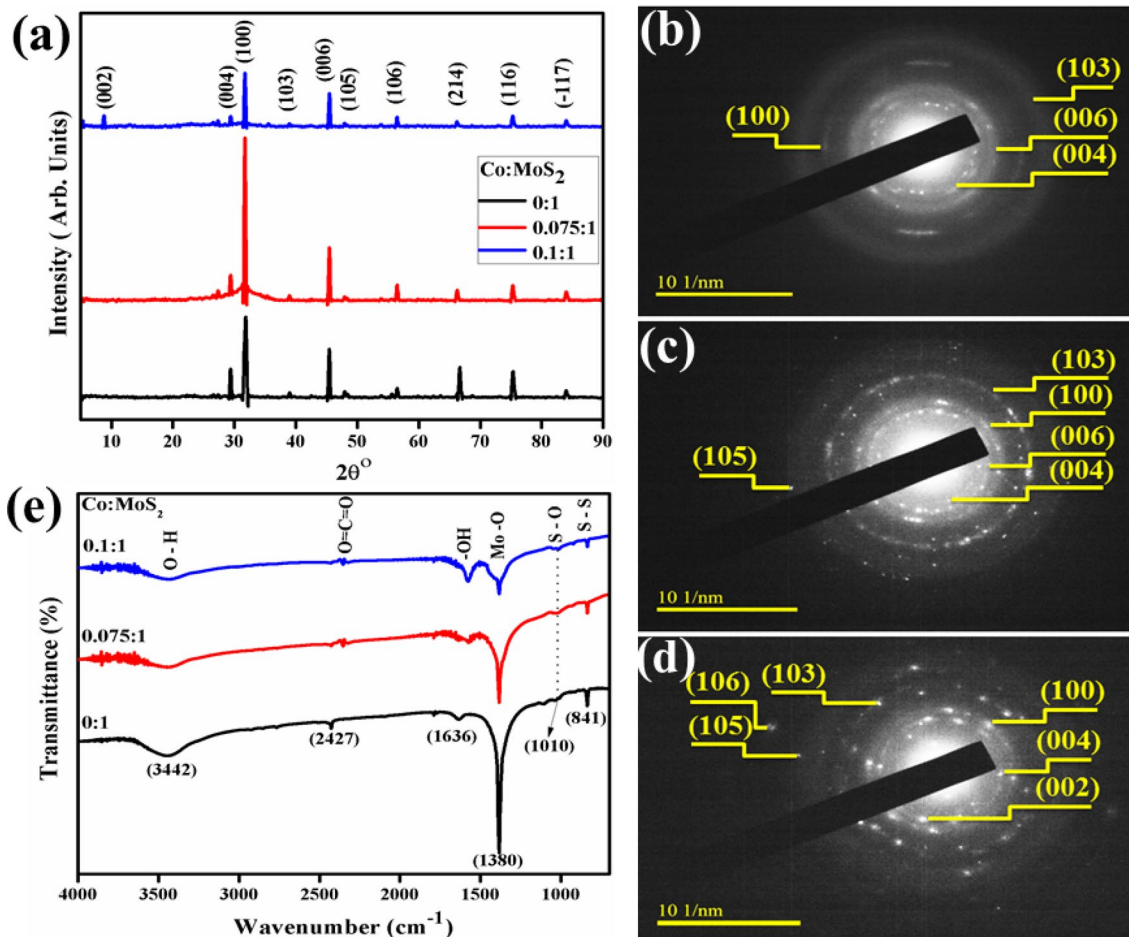 (a)
(002)
(004)
(100)
(103)
(006)
(105)
(106)
(214)
(116)
(-117)
Co:MoS2
0:1
0.075:1
0.1:1
Intensity ( Arb. Units)
10 20 30 40 50 60 70 80 90
2θ°
(b)
(103)
(100)
(006)
(004)
10 1/nm
(c)
(103)
(100)
(006)
(105)
(004)
10 1/nm
(d)
(106)
(103)
(100)
(105)
(004)
(002)
10 1/nm
(e)
Co:MoS2
0.1:1
O - H
O=C=O
-OH
Mo -O
S - O
S - S
0.075:1
0:1
(3442)
(2427)
(1636)
(1380)
(1010)
(841)
Transmittance (%)
4000 3500 3000 2500 2000 1500 1000
Wavenumber (cm-1)